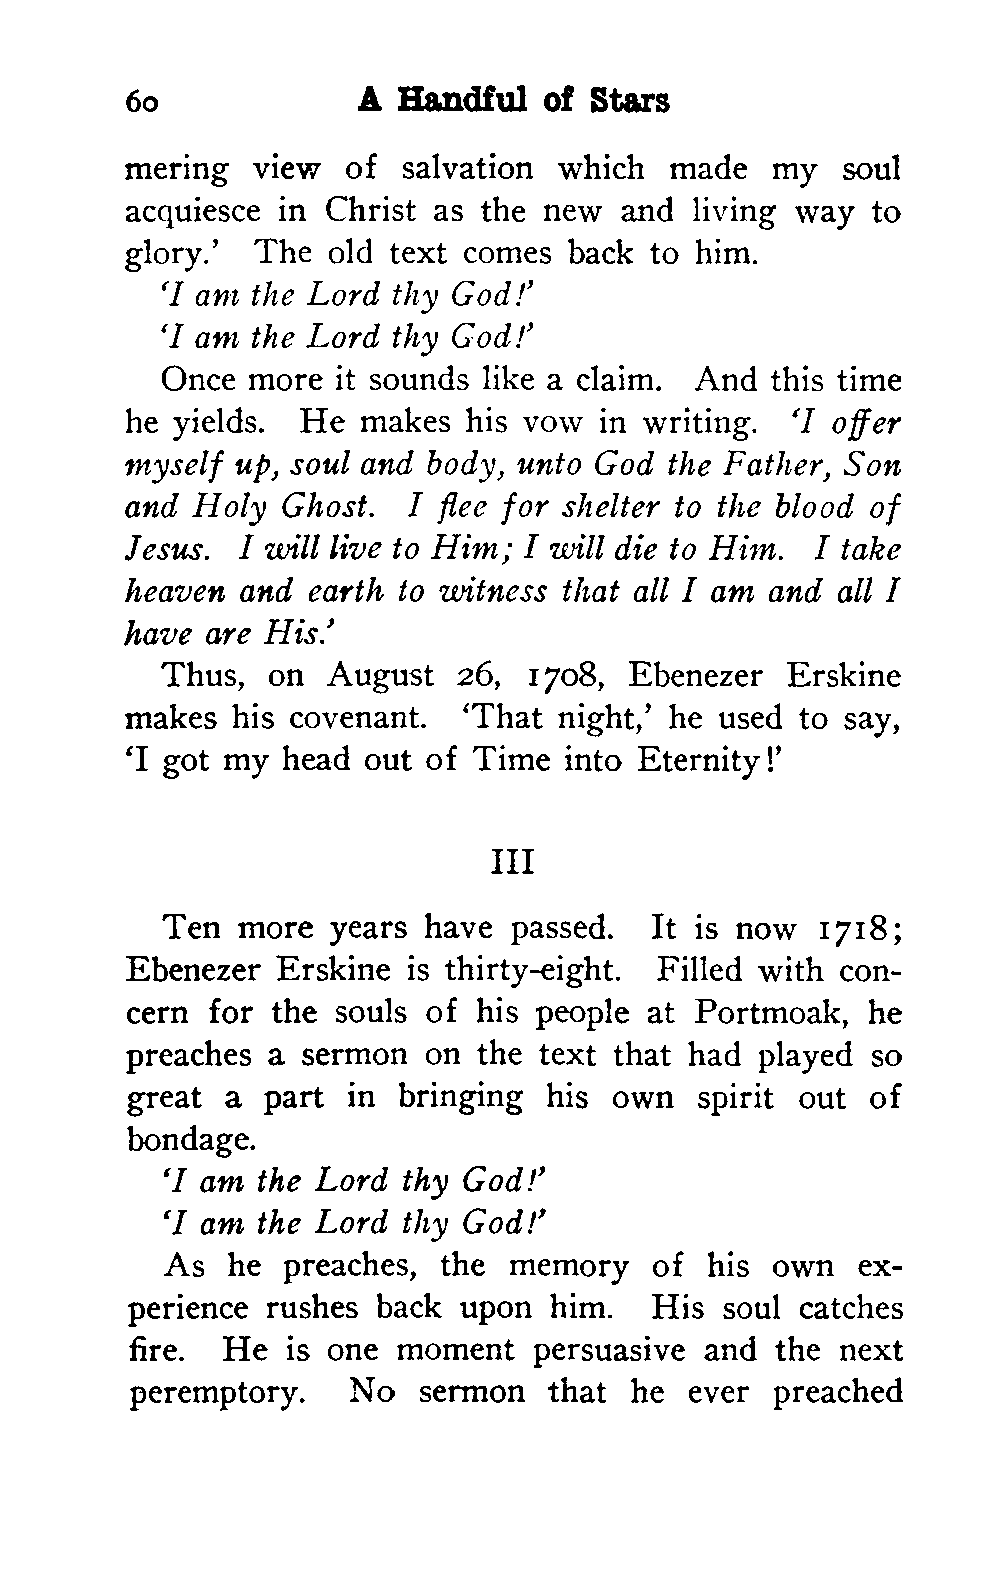 60 A Handful of Stars
mering view of salvation which made my soul
acquiesce in Christ as the new and living way to
glory.’ The old text comes back to him.
‘I am the Lord thy God!’
‘I am the Lord thy God!’
Once more it sounds like a claim. And this time
he yields. He makes his vow in writing. ‘I offer
myself up, soul and body, unto God the Father, Son
and Holy Ghost. I flee for shelter to the blood of
Jesus. I will live to Him; I will die to Him. I take
heaven and earth to witness that all I am and all I
have are His.’
Thus, on August 26, 1708, Ebenezer Erskine
makes his covenant. ‘That night,’ he used to say,
‘I got my head out of Time into Eternity!’
III
Ten more years have passed. It is now 1718;
Ebenezer Erskine is thirty-eight. Filled with con-
cern for the souls of his people at Portmoak, he
preaches a sermon on the text that had played so
great a part in bringing his own spirit out of
bondage.
‘I am the Lord thy God!’
‘I am the Lord thy God!’
As he preaches, the memory of his own ex-
perience rushes back upon him. His soul catches
fire. He is one moment persuasive and the next
peremptory. No sermon that he ever preached